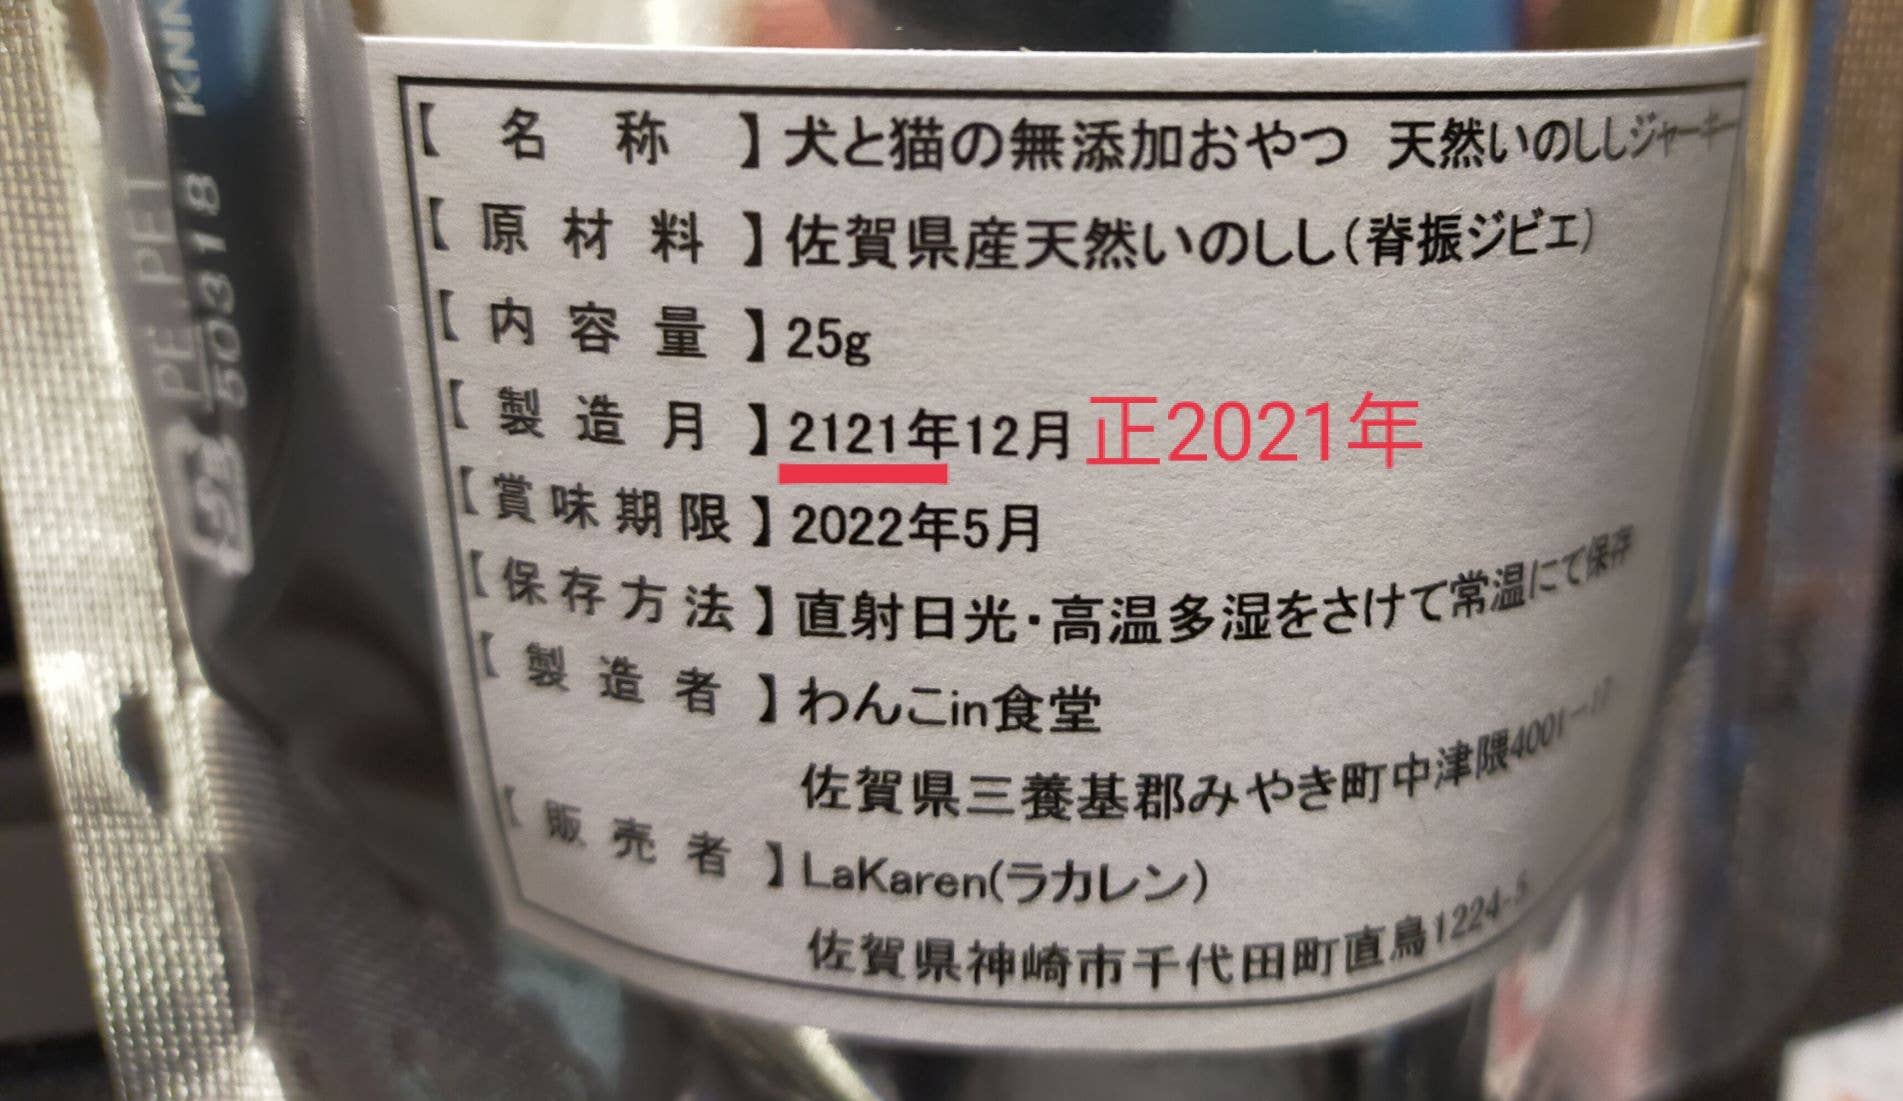 【名称】犬と猫の無添加おやつ 天然いのししジャーキー
【原材料】佐賀県産天然いのしし(脊振ジビエ)
【内容量】25g
【製造月】2121年12月 正2021年
【賞味期限】2022年5月
【保存方法】直射日光・高温多湿をさけて常温にて保存
【製造者】わんこin食堂
佐賀県三養基郡みやき町中津隈4001-17
【販売者】LaKaren(ラカレン)
佐賀県神崎市千代田町直鳥1224-5
PE,PET
503118